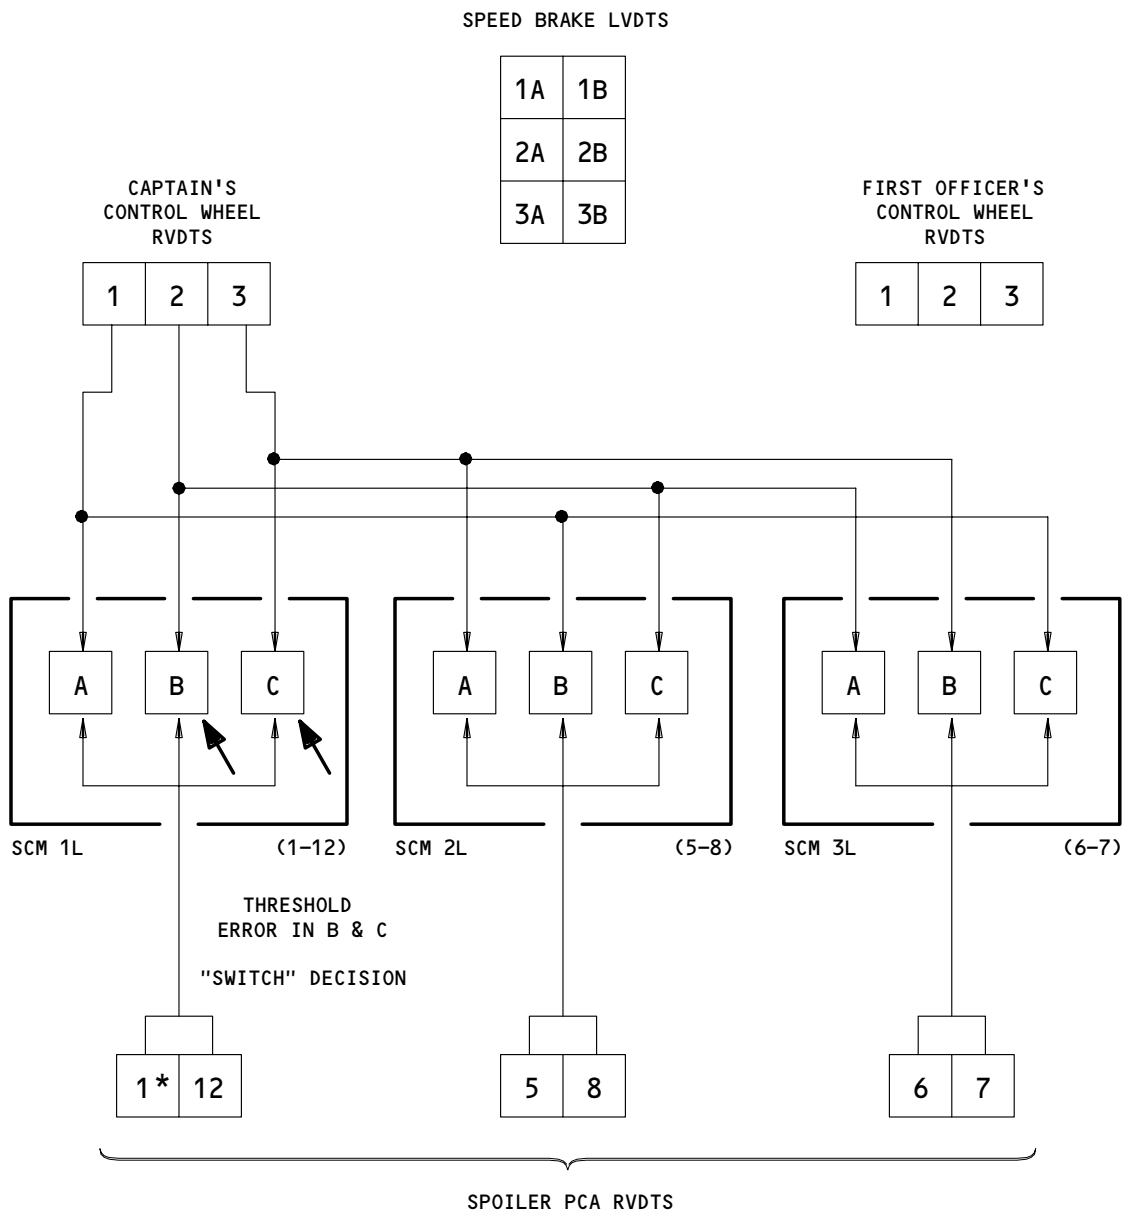 SPEED BRAKE LVDTS
1A 1B
2A 2B
3A 3B
CAPTAIN'S
CONTROL WHEEL
RVDTS
1 2 3
FIRST OFFICER'S
CONTROL WHEEL
RVDTS
1 2 3
A B C
SCM 1L (1-12)
A B C
SCM 2L (5-8)
A B C
SCM 3L (6-7)
THRESHOLD
ERROR IN B & C
"SWITCH" DECISION
1* 12
5 8
6 7
SPOILER PCA RVDTS